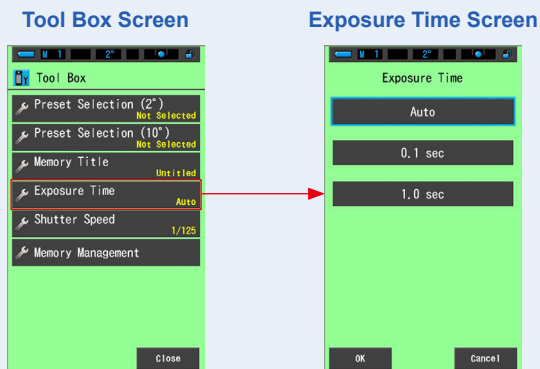 Tool Box Screen
M 1 2°
Tool Box
Preset Selection (2°)
Not Selected
Preset Selection (10°)
Not Selected
Memory Title
Untitled
Exposure Time
Auto
Shutter Speed
1/125
Memory Management
Close
Exposure Time Screen
M 1 2°
Exposure Time
Auto
0.1 sec
1.0 sec
OK Cancel